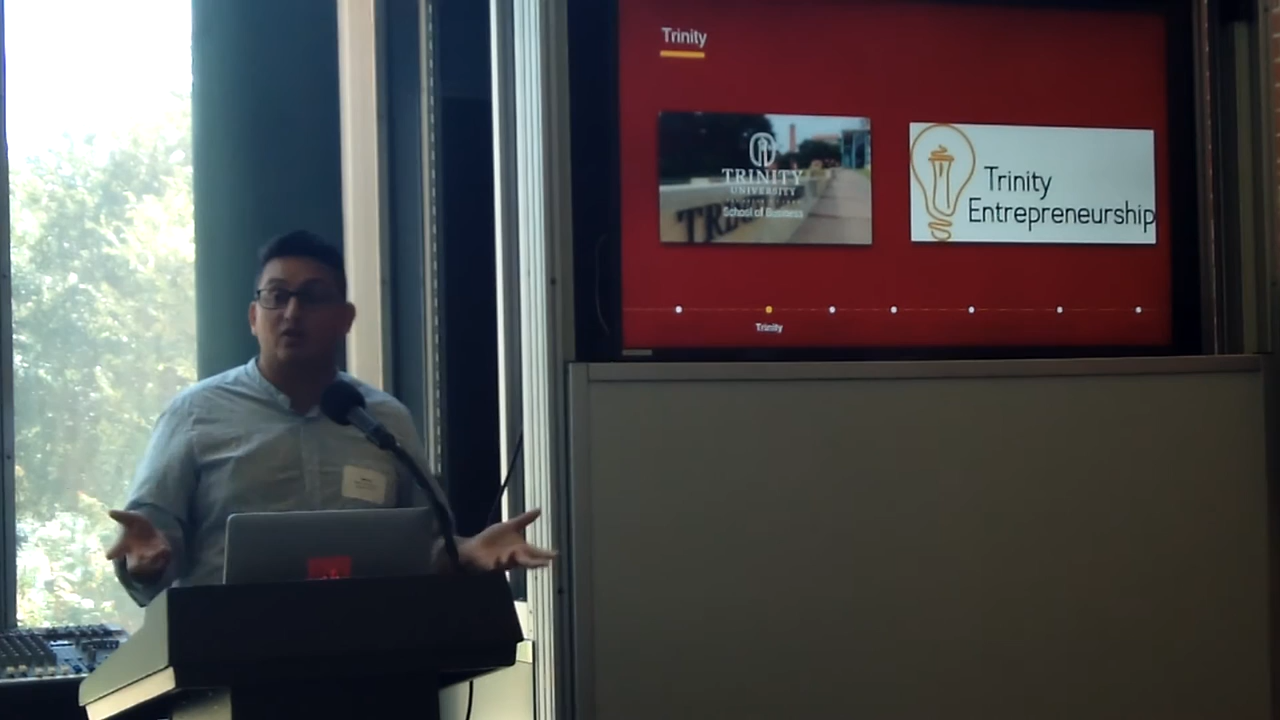 Trinity
TRINITY
UNIVERSITY
School of Business
Trinity
Entrepreneurship
Trinity